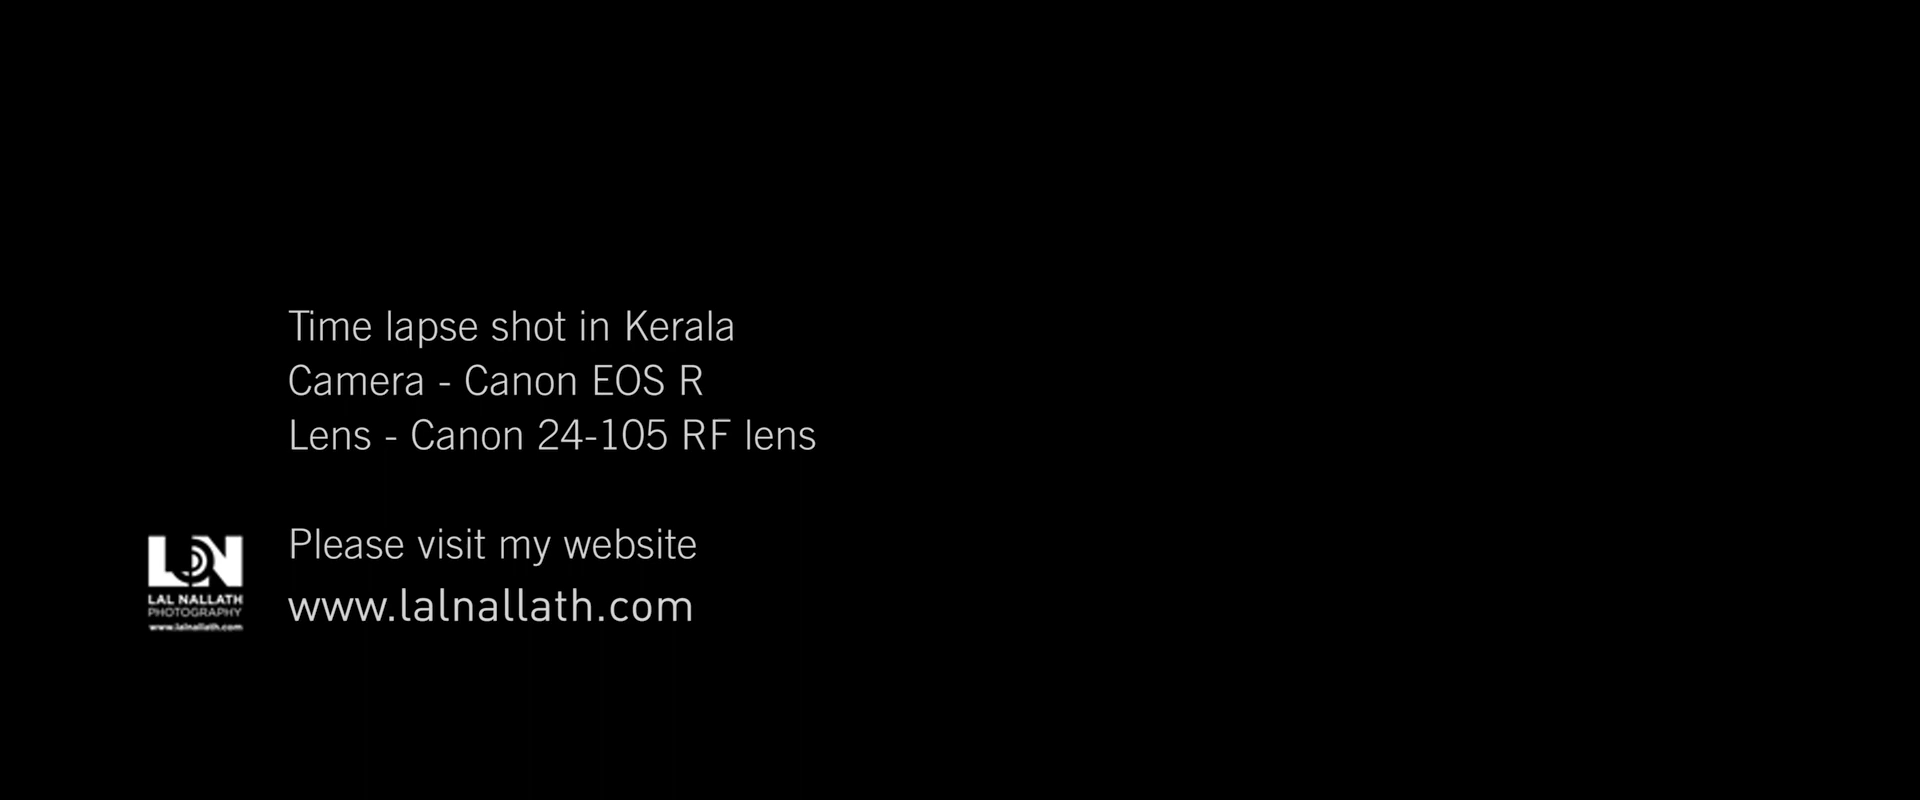 Time lapse shot in Kerala
Camera - Canon EOS R
Lens - Canon 24-105 RF lens
Please visit my website
www.lalnallath.com
LN
LAL NALLATH
PHOTOGRAPHY
www.lalnallath.com